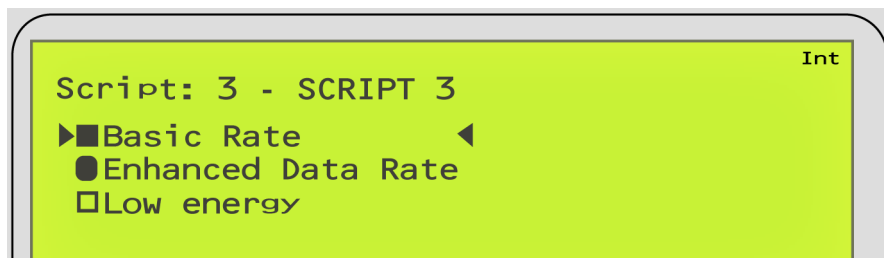 Int
Script: 3 - SCRIPT 3
Basic Rate
Enhanced Data Rate
Low energy